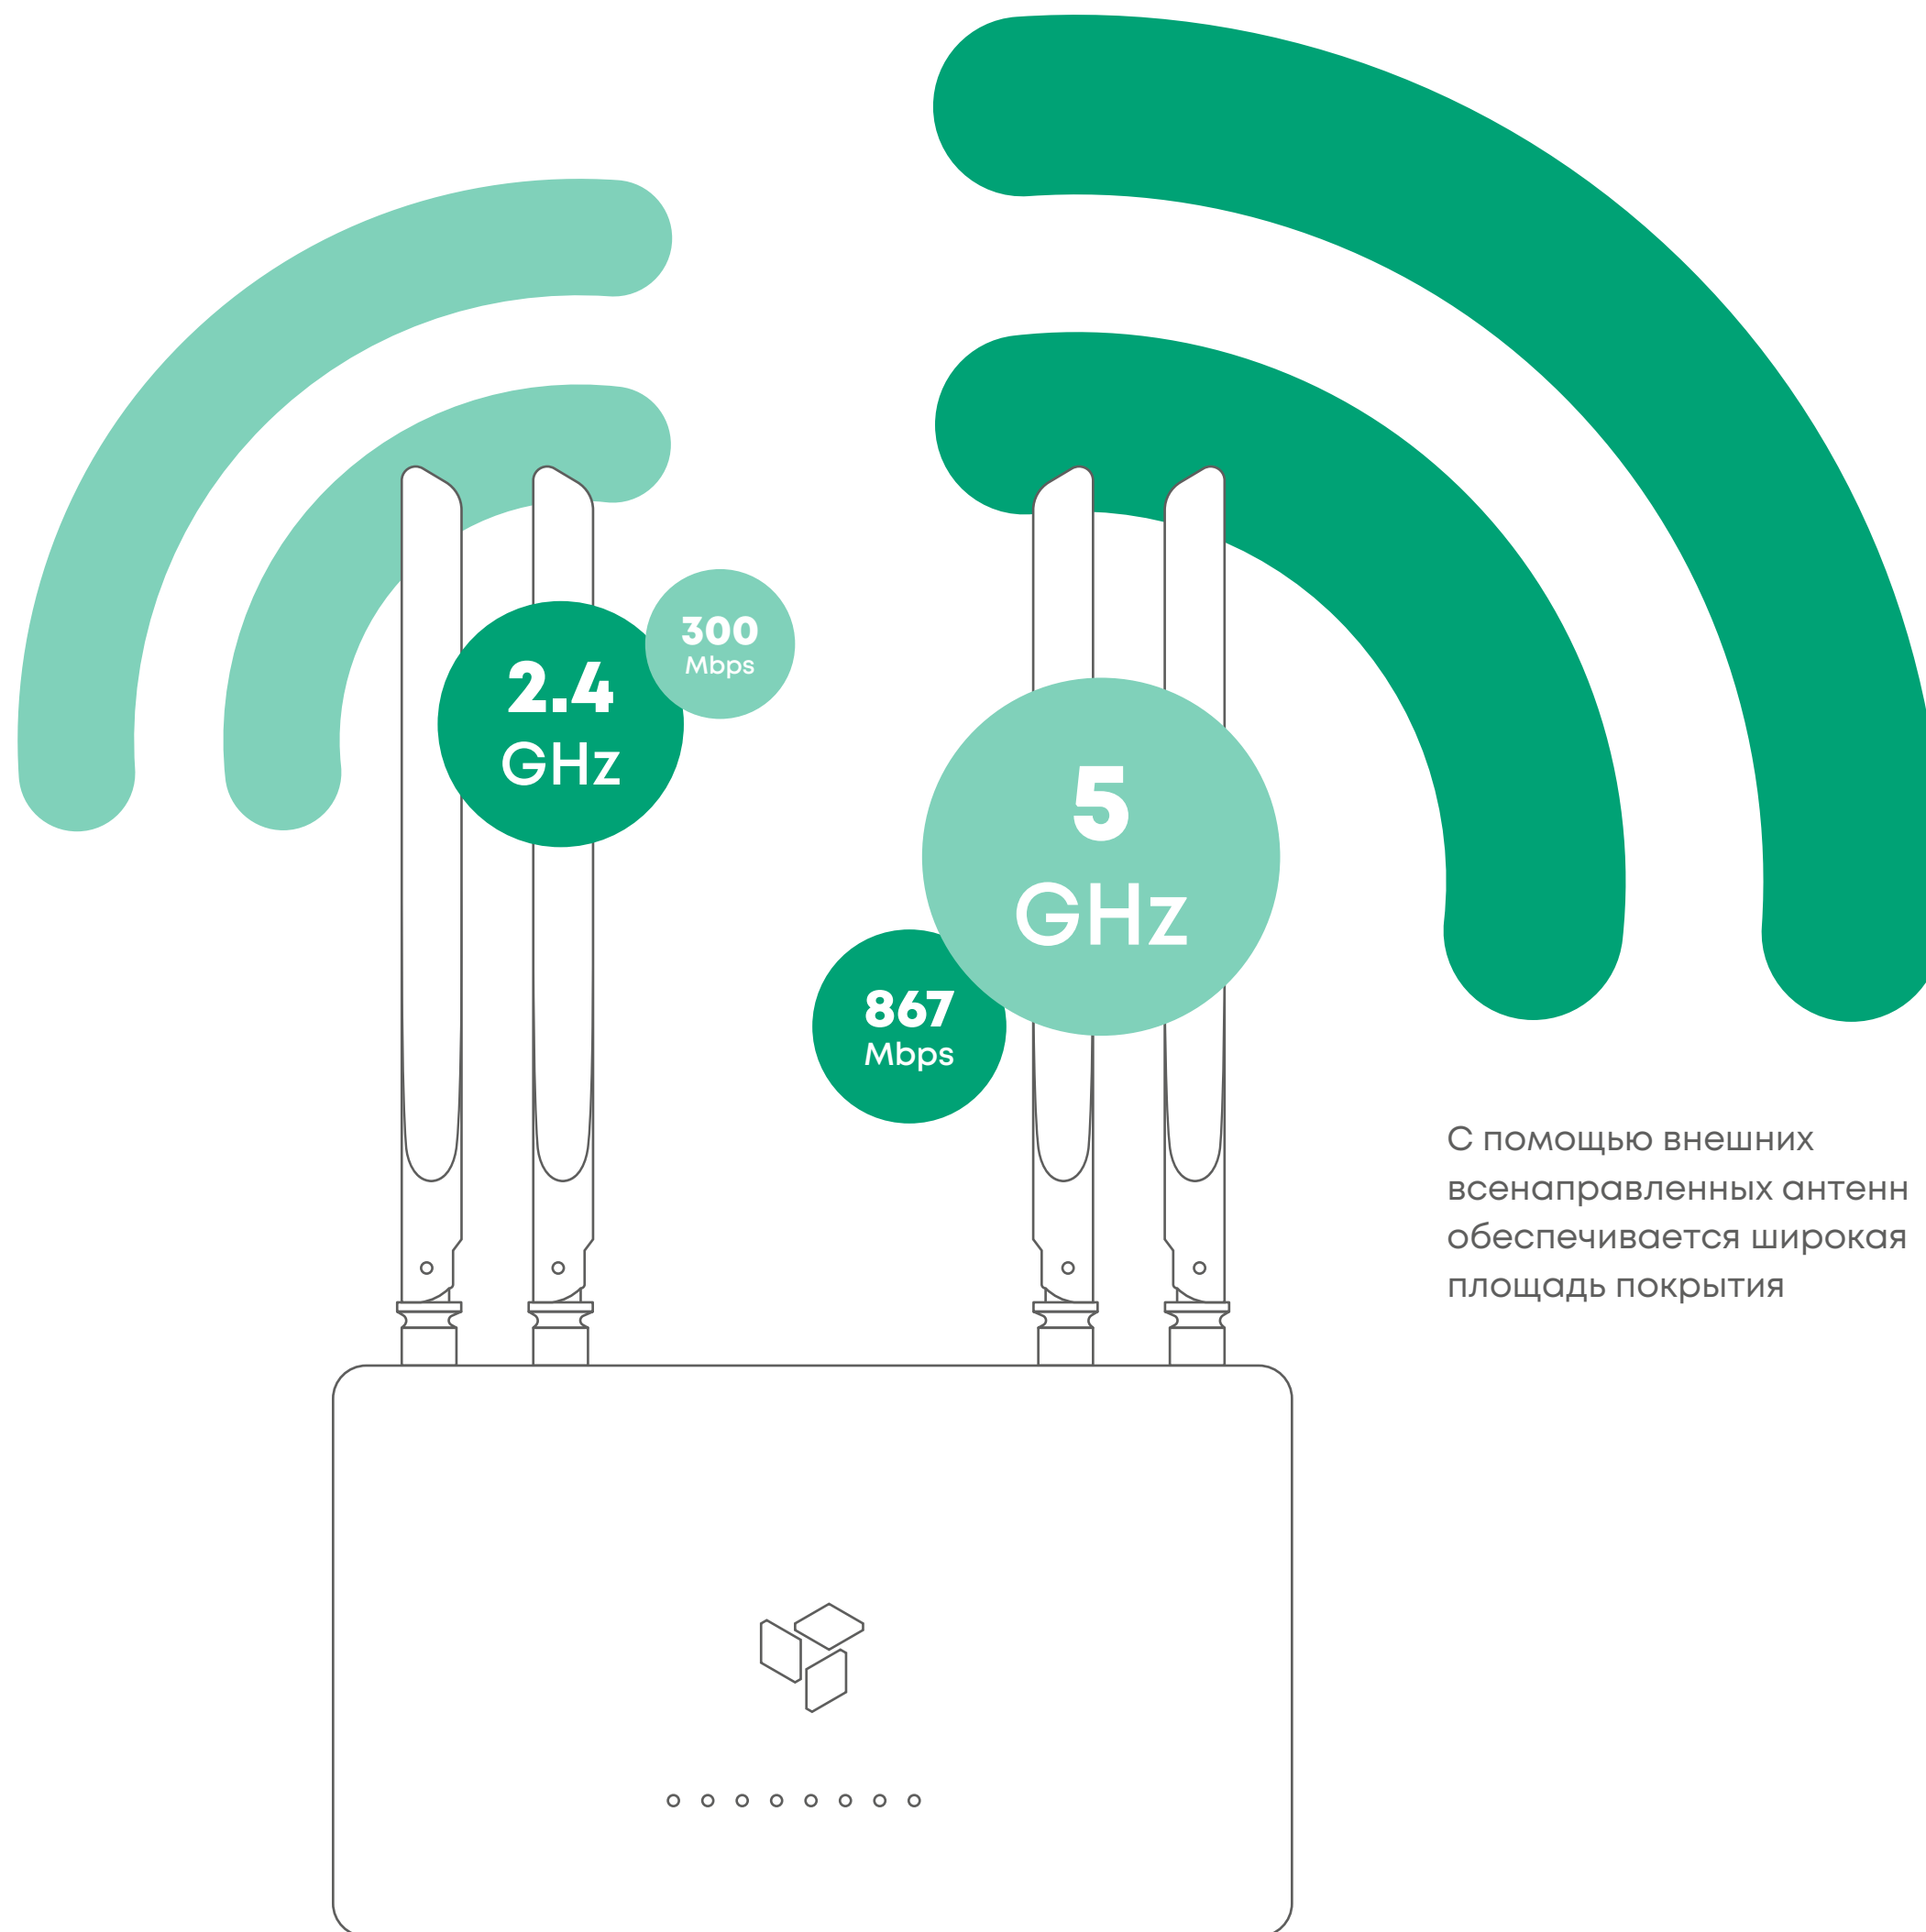 300
Mbps
2.4
GHz
5
GHz
867
Mbps
С помощью внешних
всенаправленных антенн
обеспечивается широкая
площадь покрытия